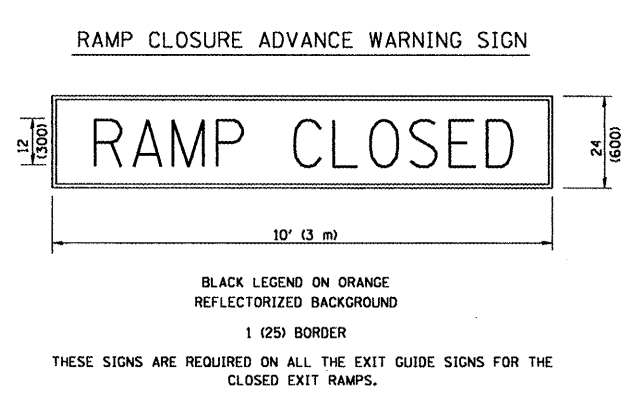 RAMP CLOSURE ADVANCE WARNING SIGN
RAMP CLOSED
12
(300)
24
(600)
10' (3 m)
BLACK LEGEND ON ORANGE
REFLECTORIZED BACKGROUND
1 (25) BORDER
THESE SIGNS ARE REQUIRED ON ALL THE EXIT GUIDE SIGNS FOR THE
CLOSED EXIT RAMPS.